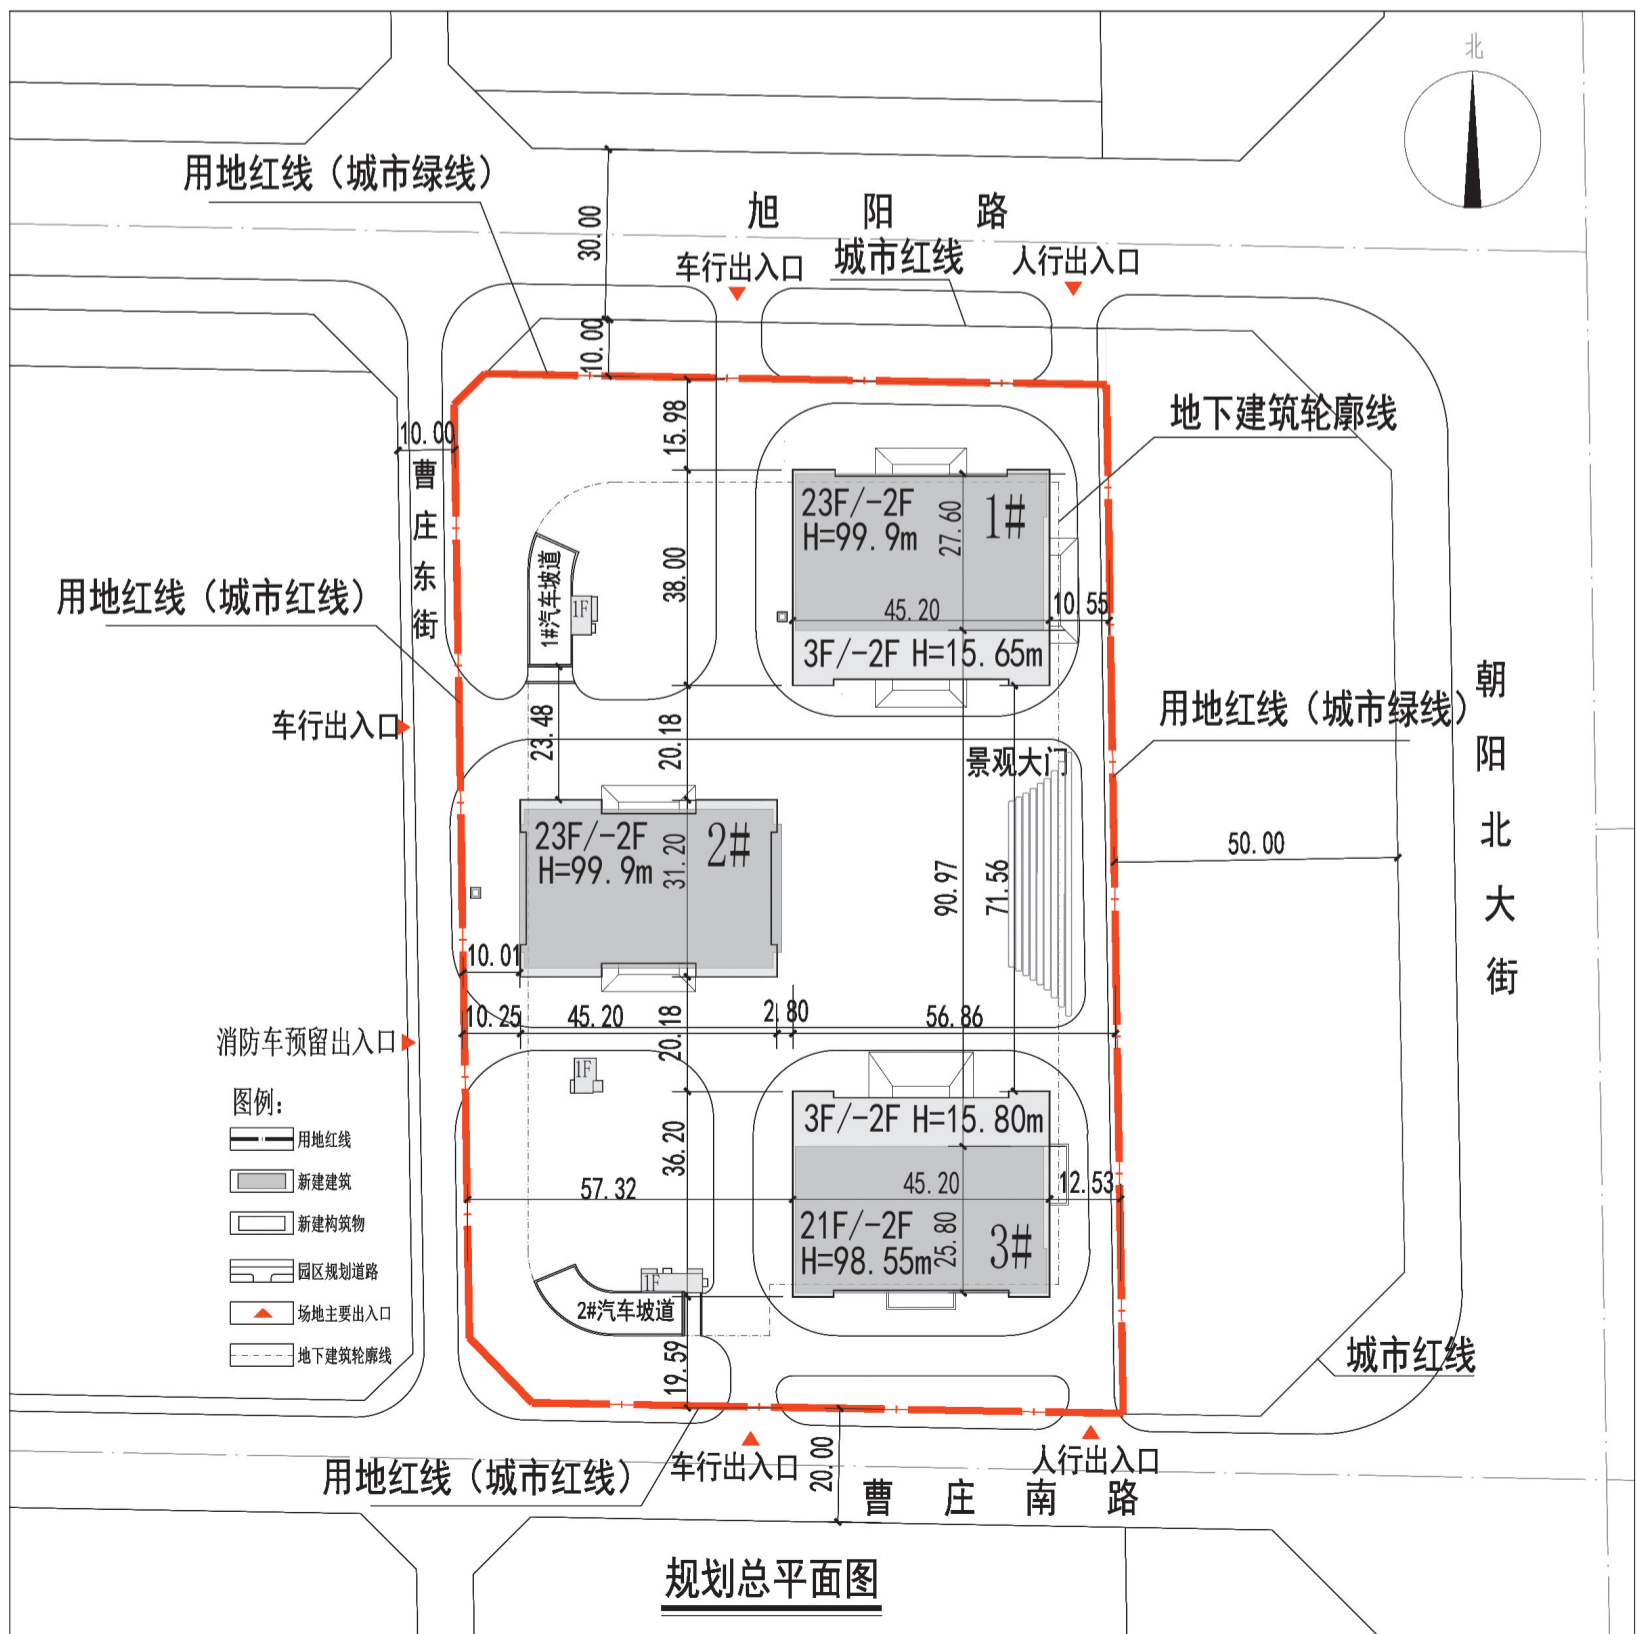 北
用地红线（城市绿线）
旭阳路
30.00
车行出入口
城市红线
人行出入口
10.00
15.98
地下建筑轮廓线
10.00
曹庄东街
23F/-2F
H=99.9m
27.60
1#
1#汽车坡道
1F
38.00
45.20
10.55
用地红线（城市红线）
3F/-2F H=15.65m
朝阳北大街
用地红线（城市绿线）
车行出入口
23.48
20.18
景观大门
23F/-2F
H=99.9m
31.20
2#
50.00
90.97
71.56
10.01
10.25
45.20
20.18
2.80
56.86
消防车预留出入口
1F
图例：
用地红线
新建建筑
新建构筑物
园区规划道路
场地主要出入口
地下建筑轮廓线
3F/-2F H=15.80m
36.20
57.32
45.20
12.53
21F/-2F
H=98.55m
25.80
3#
1F
2#汽车坡道
19.59
城市红线
用地红线（城市红线）
车行出入口
20.00
人行出入口
曹庄南路
规划总平面图